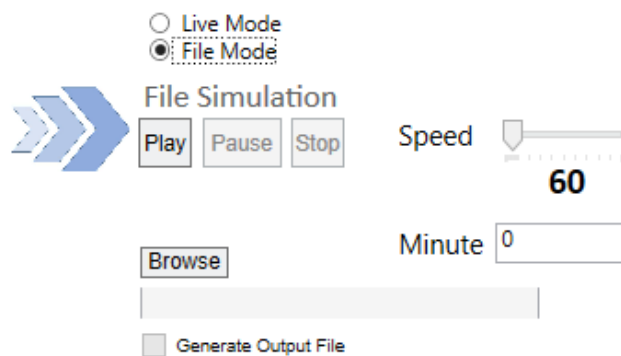 Live Mode
File Mode
File Simulation
Play Pause Stop
Speed
60
Minute 0
Browse
Generate Output File